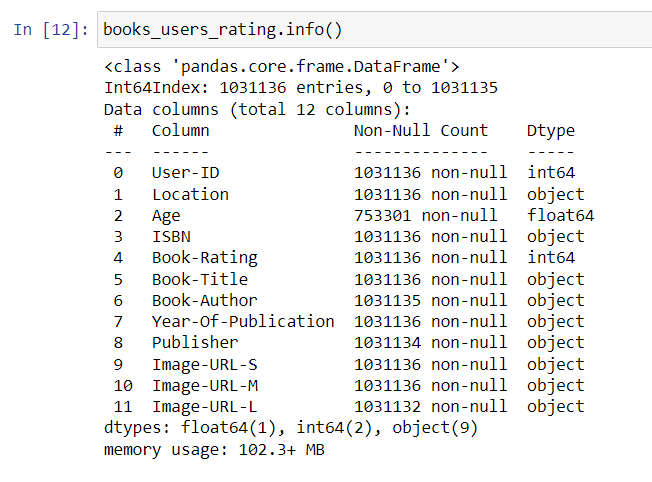 In [12]: books_users_rating.info()
<class 'pandas.core.frame.DataFrame'>
Int64Index: 1031136 entries, 0 to 1031135
Data columns (total 12 columns):
 #   Column               Non-Null Count    Dtype
---  ------               --------------    -----
 0   User-ID              1031136 non-null  int64
 1   Location             1031136 non-null  object
 2   Age                  753301 non-null   float64
 3   ISBN                 1031136 non-null  object
 4   Book-Rating          1031136 non-null  int64
 5   Book-Title           1031136 non-null  object
 6   Book-Author          1031135 non-null  object
 7   Year-Of-Publication  1031136 non-null  object
 8   Publisher            1031134 non-null  object
 9   Image-URL-S          1031136 non-null  object
 10  Image-URL-M          1031136 non-null  object
 11  Image-URL-L          1031132 non-null  object
dtypes: float64(1), int64(2), object(9)
memory usage: 102.3+ MB